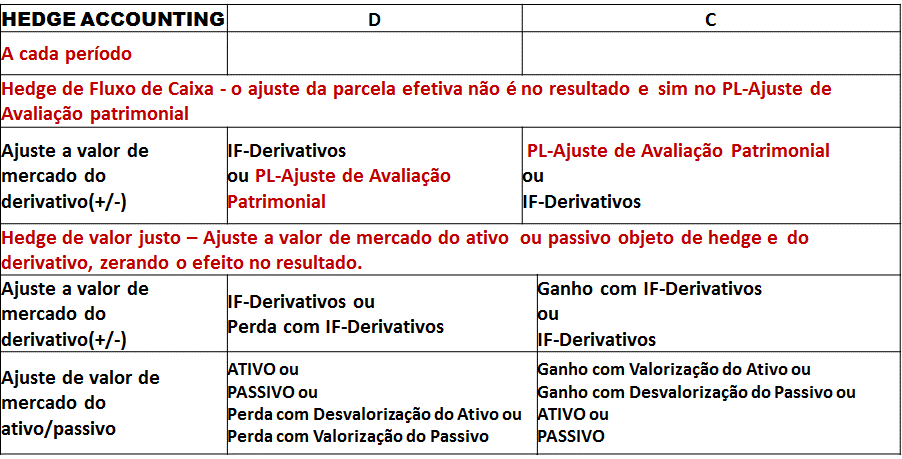 HEDGE ACCOUNTING D C
A cada período
Hedge de Fluxo de Caixa - o ajuste da parcela efetiva não é no resultado e sim no PL-Ajuste de
Avaliação patrimonial
Ajuste a valor de
mercado do
derivativo(+/-)
IF-Derivativos
ou PL-Ajuste de Avaliação
Patrimonial
PL-Ajuste de Avaliação Patrimonial
ou
IF-Derivativos
Hedge de valor justo – Ajuste a valor de mercado do ativo ou passivo objeto de hedge e do
derivativo, zerando o efeito no resultado.
Ajuste a valor de
mercado do
derivativo(+/-)
IF-Derivativos ou
Perda com IF-Derivativos
Ganho com IF-Derivativos
ou
IF-Derivativos
Ajuste de valor de
mercado do
ativo/passivo
ATIVO ou
PASSIVO ou
Perda com Desvalorização do Ativo ou
Perda com Valorização do Passivo
Ganho com Valorização do Ativo ou
Ganho com Desvalorização do Passivo ou
ATIVO ou
PASSIVO